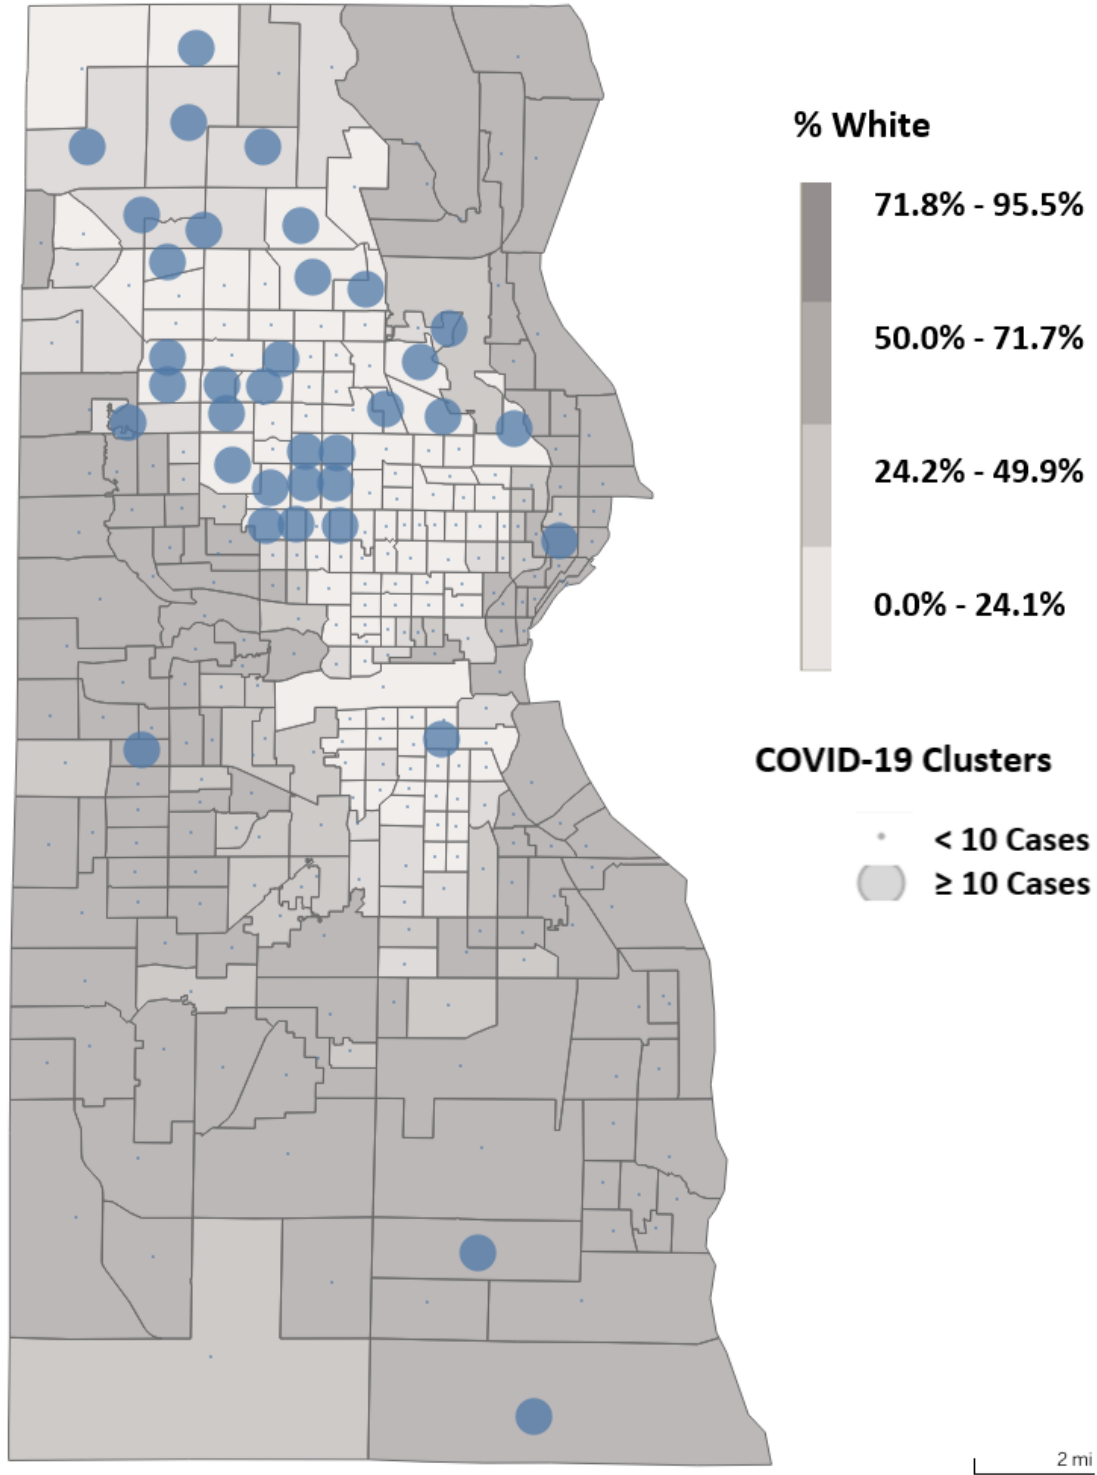 % White
71.8% - 95.5%
50.0% - 71.7%
24.2% - 49.9%
0.0% - 24.1%
COVID-19 Clusters
< 10 Cases
≥ 10 Cases
2 mi